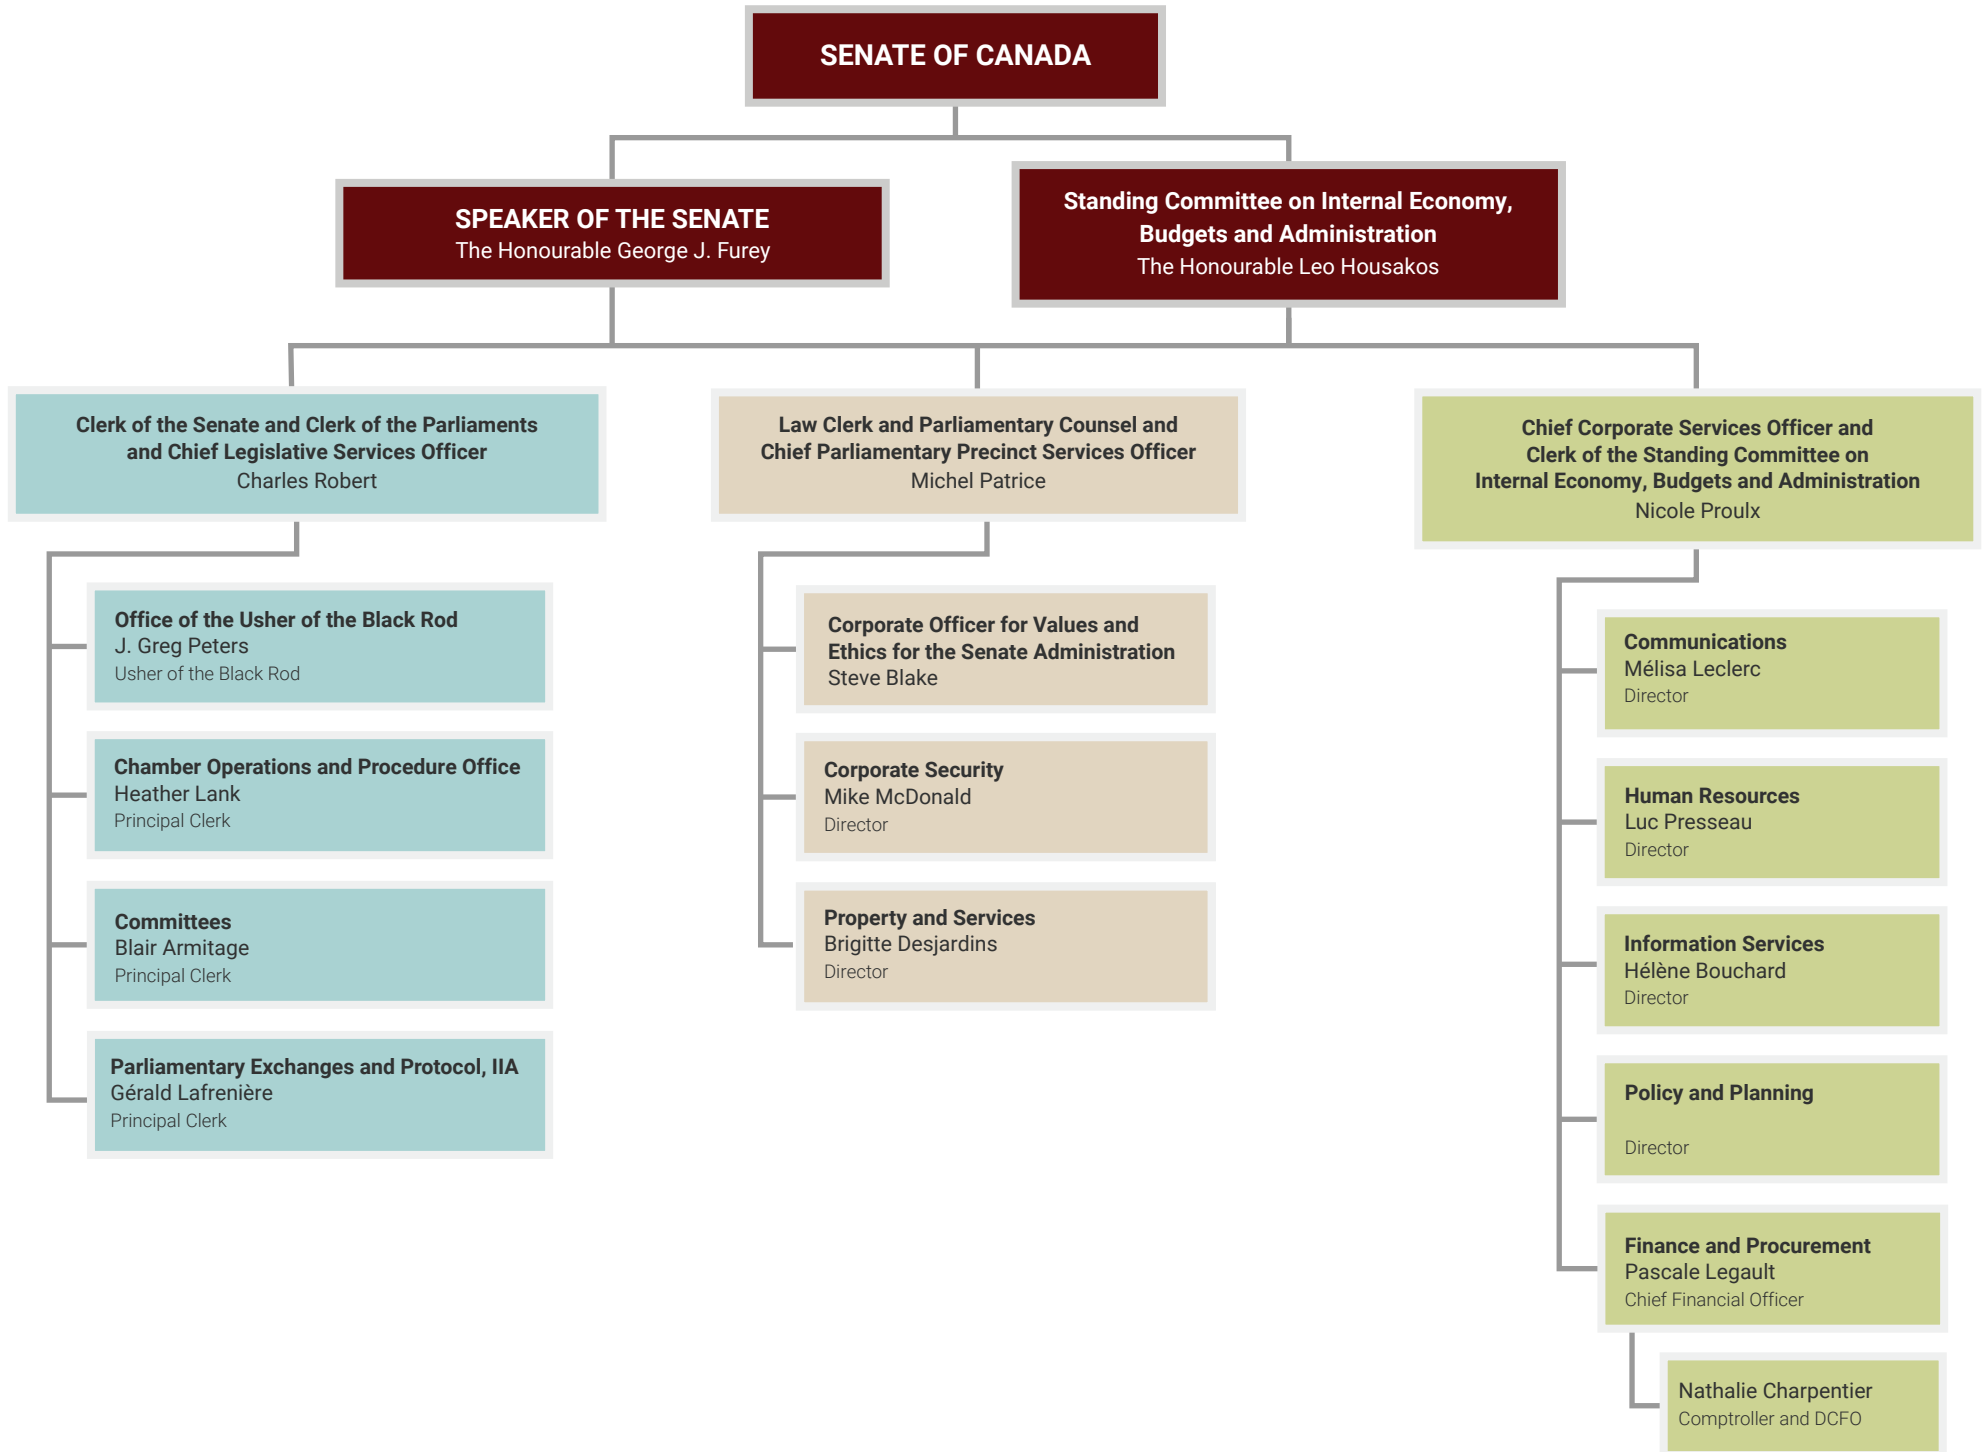 SENATE OF CANADA
SPEAKER OF THE SENATE
The Honourable George J. Furey
Standing Committee on Internal Economy,
Budgets and Administration
The Honourable Leo Housakos
Clerk of the Senate and Clerk of the Parliaments
and Chief Legislative Services Officer
Charles Robert
Law Clerk and Parliamentary Counsel and
Chief Parliamentary Precinct Services Officer
Michel Patrice
Chief Corporate Services Officer and
Clerk of the Standing Committee on
Internal Economy, Budgets and Administration
Nicole Proulx
Office of the Usher of the Black Rod
J. Greg Peters
Usher of the Black Rod
Chamber Operations and Procedure Office
Heather Lank
Principal Clerk
Committees
Blair Armitage
Principal Clerk
Parliamentary Exchanges and Protocol, IIA
Gérald Lafrenière
Principal Clerk
Corporate Officer for Values and
Ethics for the Senate Administration
Steve Blake
Corporate Security
Mike McDonald
Director
Property and Services
Brigitte Desjardins
Director
Communications
Mélisa Leclerc
Director
Human Resources
Luc Presseau
Director
Information Services
Hélène Bouchard
Director
Policy and Planning
Director
Finance and Procurement
Pascale Legault
Chief Financial Officer
Nathalie Charpentier
Comptroller and DCFO